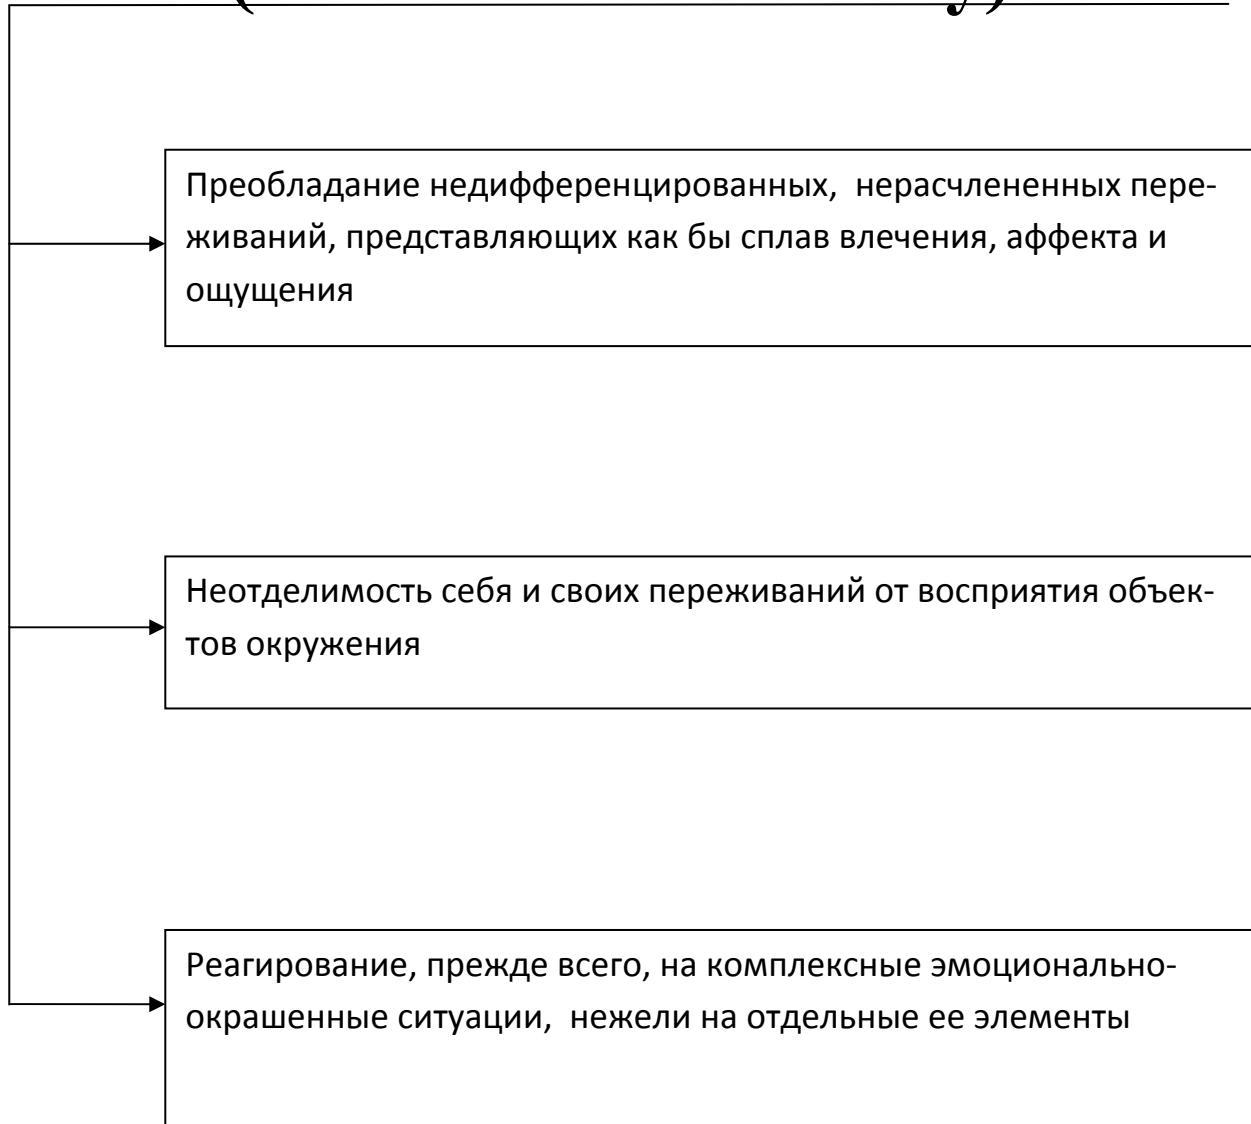 Преобладание недифференцированных, нерасчлененных пере-
живаний, представляющих как бы сплав влечения, аффекта и
ощущения
Неотделимость себя и своих переживаний от восприятия объек-
тов окружения
Реагирование, прежде всего, на комплексные эмоционально-
окрашенные ситуации, нежели на отдельные ее элементы